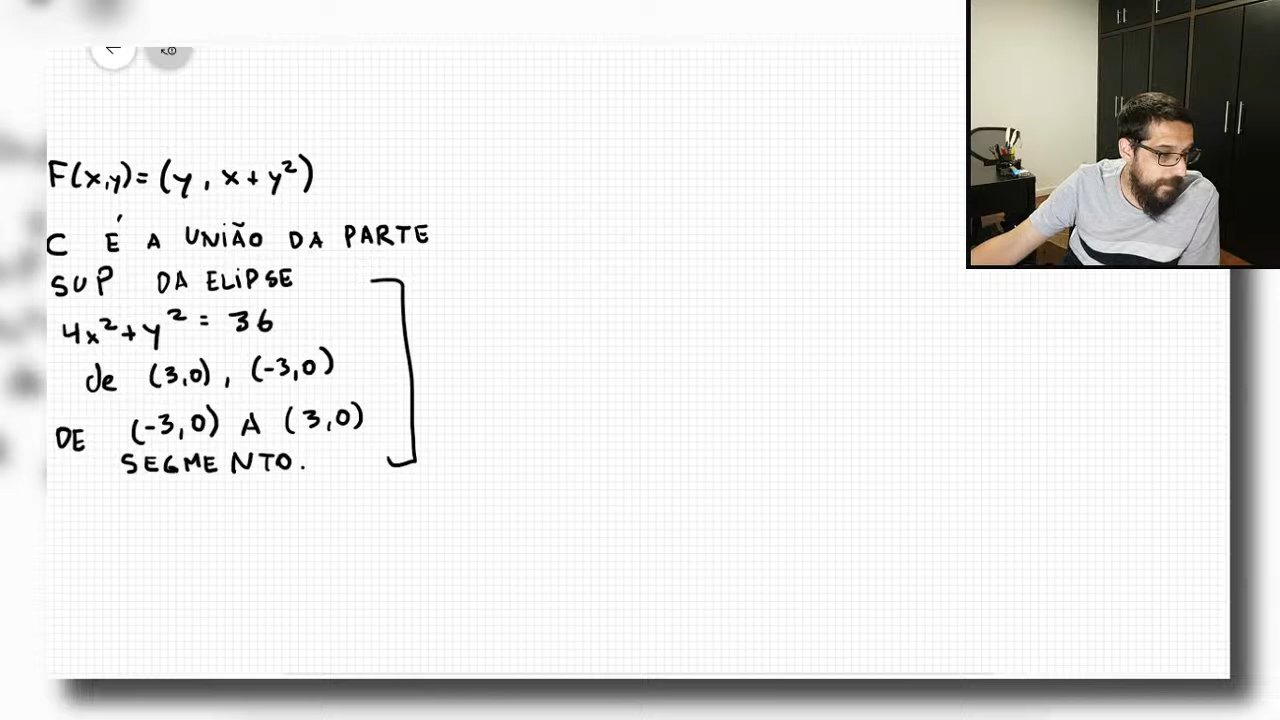 F(x,y)= (y , x + y²)
C É A UNIÃO DA PARTE
SUP DA ELIPSE
4x² + y² = 36
de (3,0) , (-3,0)
DE (-3,0) A (3,0)
SEGMENTO.